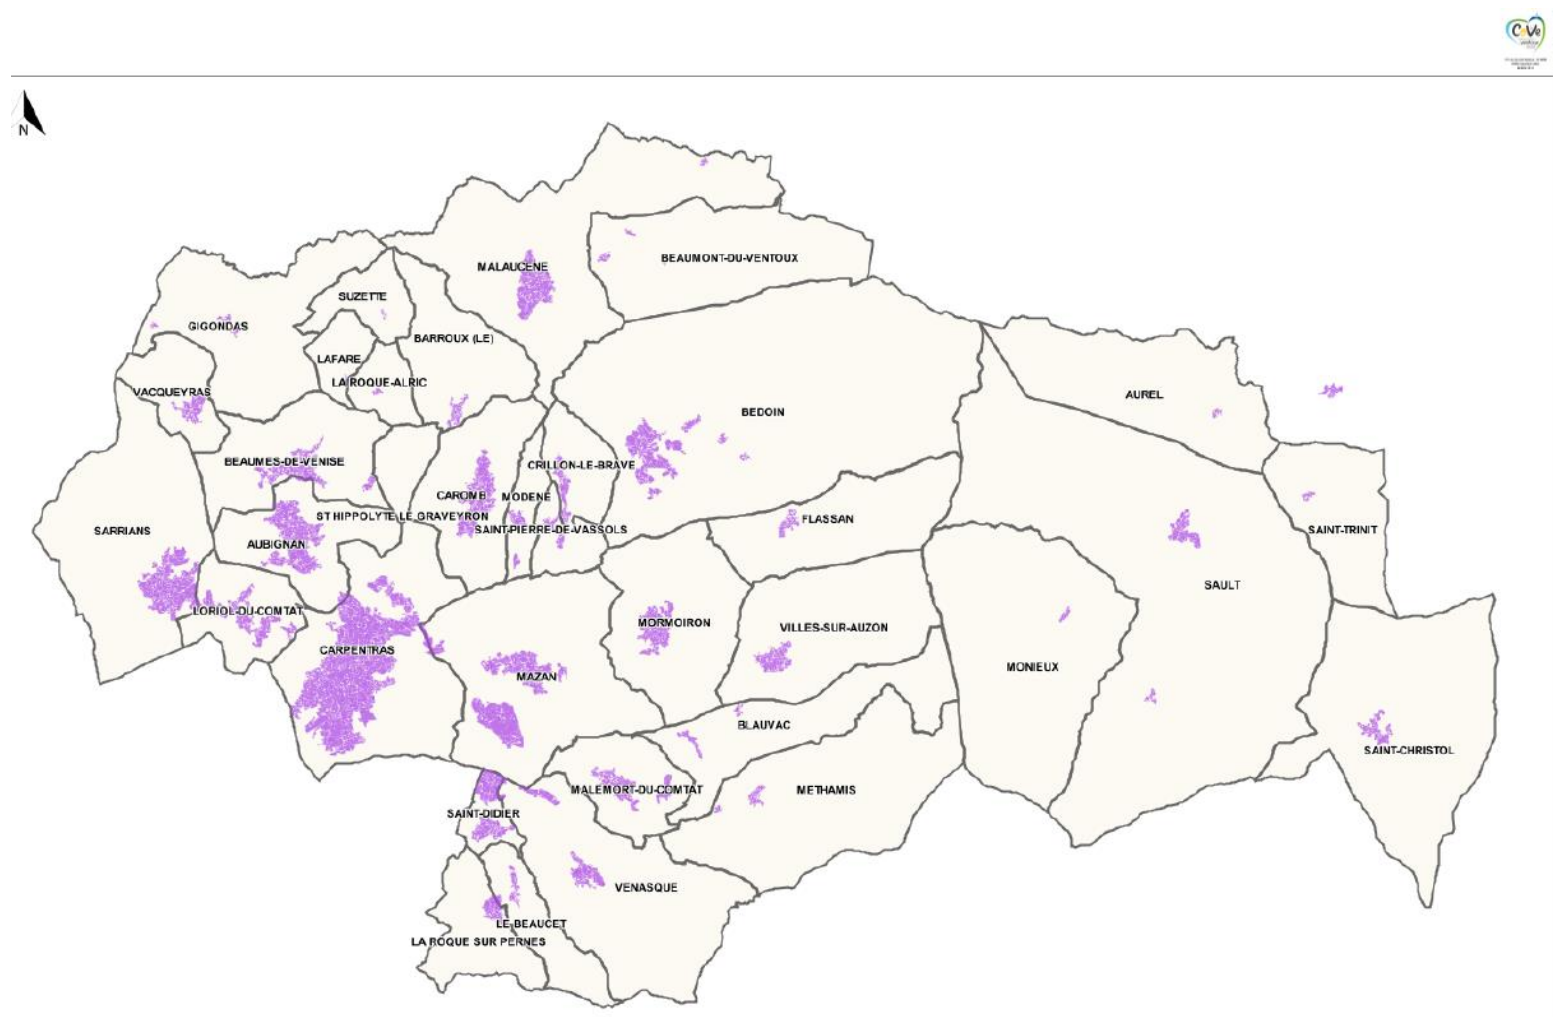 CoVe
N
MALAUCENE
BEAUMONT-DU-VENTOUX
SUZETTE
GIGONDAS
BARROUX (LE)
LAFARE
LA ROQUE-ALRIC
VACQUEYRAS
AUREL
BEDOIN
BEAUMES-DE-VENISE
CRILLON-LE-BRAVE
CAROMB
MODENE
ST HIPPOLYTE-LE-GRAVEYRON
FLASSAN
SARRIANS
SAINT-PIERRE-DE-VASSOLS
SAINT-TRINIT
AUBIGNAN
SAULT
LORIOL-DU-COMTAT
MORMOIRON
VILLES-SUR-AUZON
CARPENTRAS
MONIEUX
MAZAN
BLAUVAC
SAINT-CHRISTOL
MALEMORT-DU-COMTAT
METHAMIS
SAINT-DIDIER
VENASQUE
LE-BEAUCET
LA ROQUE SUR PERNES